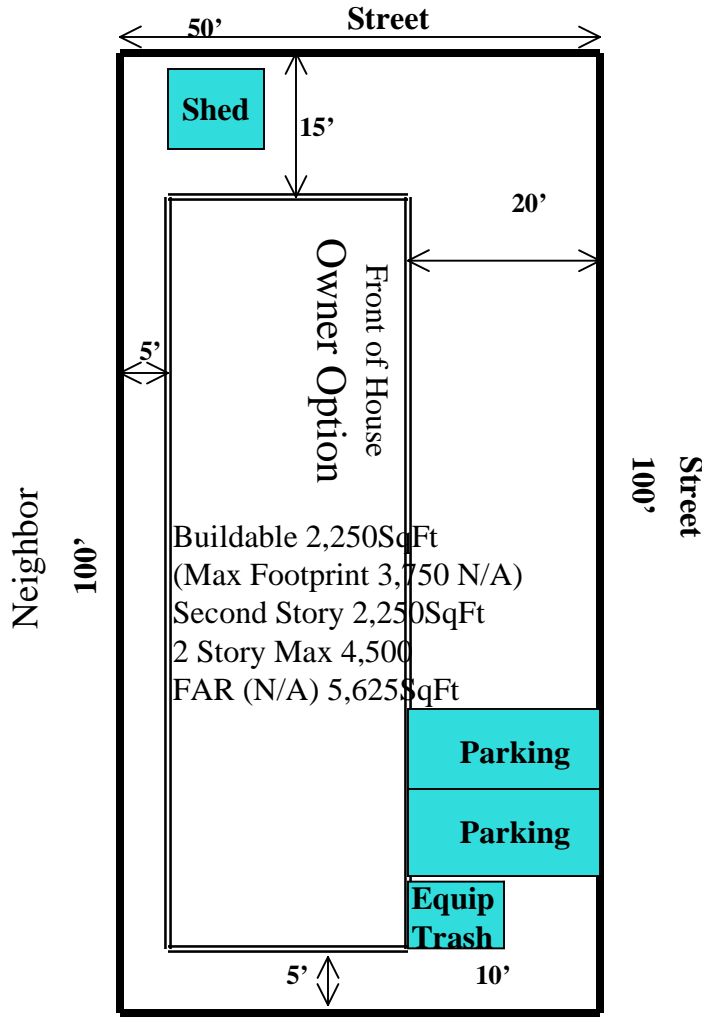 50’
Street
Shed
15’
20’
Front of House
Owner Option
5’
Neighbor
100’
100’
Street
Buildable 2,250SqFt
(Max Footprint 3,750 N/A)
Second Story 2,250SqFt
2 Story Max 4,500
FAR (N/A) 5,625SqFt
Parking
Parking
Equip
Trash
5’
10’